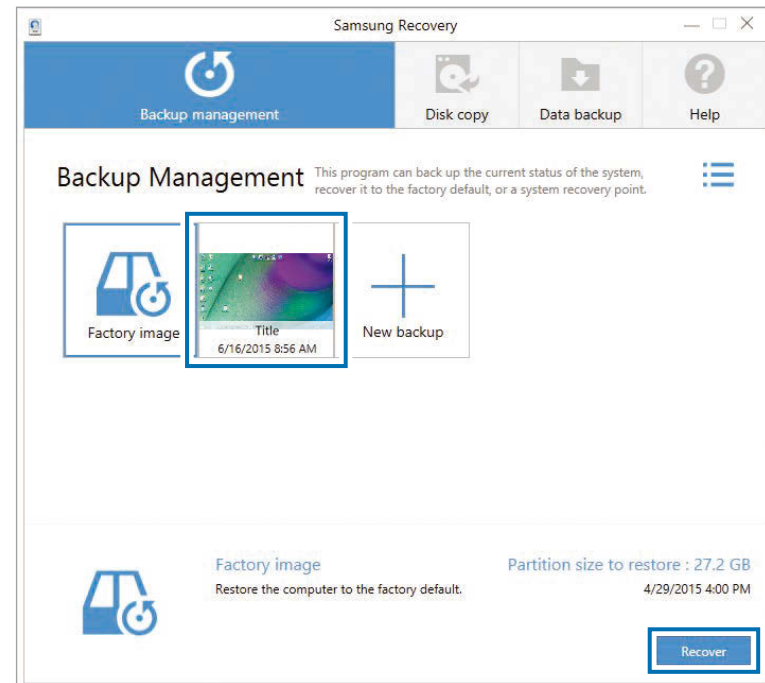 Samsung Recovery
Backup management
Disk copy
Data backup
Help
Backup Management
This program can back up the current status of the system,
recover it to the factory default, or a system recovery point.
Factory image
Title
6/16/2015 8:56 AM
New backup
Factory image
Restore the computer to the factory default.
Partition size to restore : 27.2 GB
4/29/2015 4:00 PM
Recover